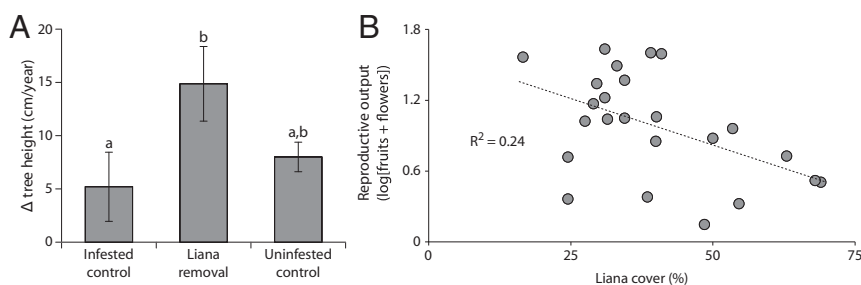 A
Δ tree height (cm/year)
20
15
10
5
0
a
b
a,b
Infested
control
Liana
removal
Uninfested
control
B
Reproductive output
(log[fruits + flowers])
1.8
1.2
0.6
0
R² = 0.24
0
25
50
75
Liana cover (%)